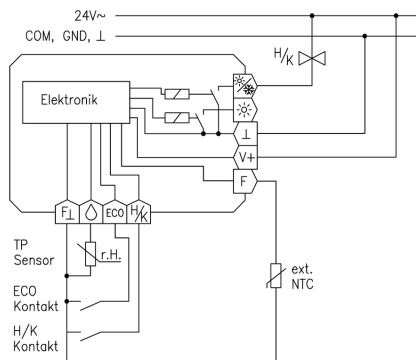 24V~
COM, GND, ⊥
H/K
Elektronik
⊥
V+
F
F⊥
ECO
H/K
TP
Sensor
r.H.
ext.
NTC
ECO
Kontakt
H/K
Kontakt